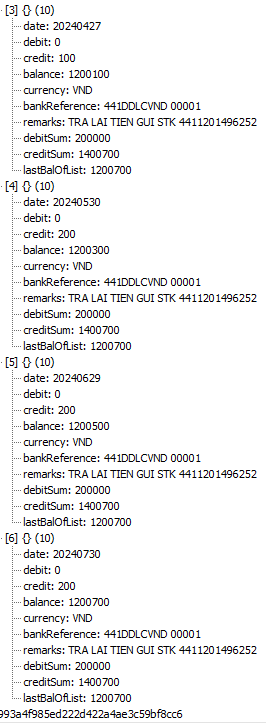 [3] {} (10)
date: 20240427
debit: 0
credit: 100
balance: 1200100
currency: VND
bankReference: 441DDLCVND 00001
remarks: TRA LAI TIEN GUI STK 4411201496252
debitSum: 200000
creditSum: 1400700
lastBalOfList: 1200700
[4] {} (10)
date: 20240530
debit: 0
credit: 200
balance: 1200300
currency: VND
bankReference: 441DDLCVND 00001
remarks: TRA LAI TIEN GUI STK 4411201496252
debitSum: 200000
creditSum: 1400700
lastBalOfList: 1200700
[5] {} (10)
date: 20240629
debit: 0
credit: 200
balance: 1200500
currency: VND
bankReference: 441DDLCVND 00001
remarks: TRA LAI TIEN GUI STK 4411201496252
debitSum: 200000
creditSum: 1400700
lastBalOfList: 1200700
[6] {} (10)
date: 20240730
debit: 0
credit: 200
balance: 1200700
currency: VND
bankReference: 441DDLCVND 00001
remarks: TRA LAI TIEN GUI STK 4411201496252
debitSum: 200000
creditSum: 1400700
lastBalOfList: 1200700
993a4f985ed222d422a4ae3c59bf8cc6